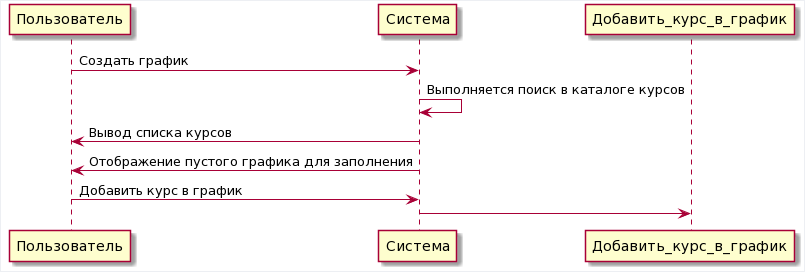 Пользователь
Система
Добавить_курс_в_график
Создать график
Выполняется поиск в каталоге курсов
Вывод списка курсов
Отображение пустого графика для заполнения
Добавить курс в график
Пользователь
Система
Добавить_курс_в_график